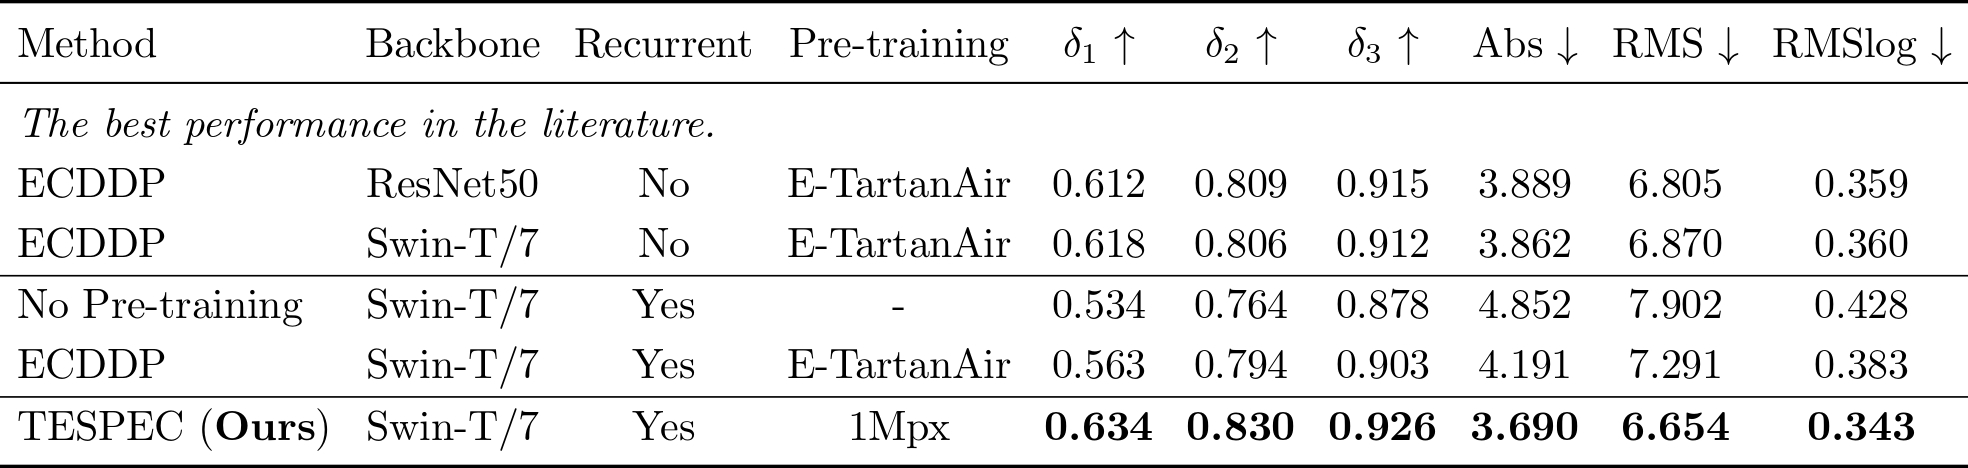 Method Backbone Recurrent Pre-training δ1 ↑ δ2 ↑ δ3 ↑ Abs ↓ RMS ↓ RMSlog ↓
The best performance in the literature.
ECDDP ResNet50 No E-TartanAir 0.612 0.809 0.915 3.889 6.805 0.359
ECDDP Swin-T/7 No E-TartanAir 0.618 0.806 0.912 3.862 6.870 0.360
No Pre-training Swin-T/7 Yes - 0.534 0.764 0.878 4.852 7.902 0.428
ECDDP Swin-T/7 Yes E-TartanAir 0.563 0.794 0.903 4.191 7.291 0.383
TESPEC (Ours) Swin-T/7 Yes 1Mpx 0.634 0.830 0.926 3.690 6.654 0.343